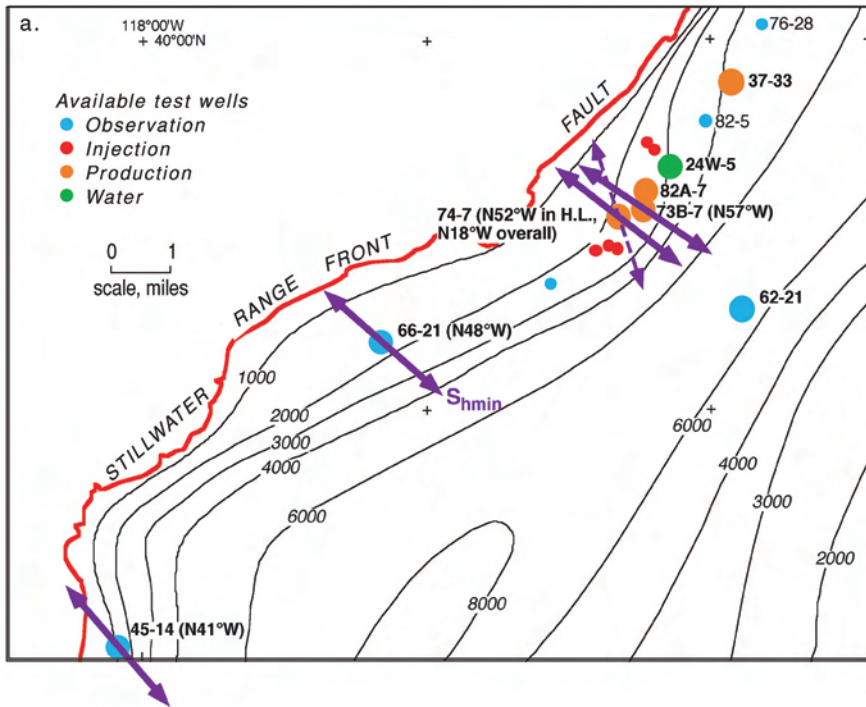 a.
118°00'W
40°00'N
76-28
Available test wells
Observation
Injection
Production
Water
37-33
82-5
FAULT
24W-5
82A-7
74-7 (N52°W in H.L.,
N18°W overall)
73B-7 (N57°W)
0 1
scale, miles
FRONT
RANGE
62-21
66-21 (N48°W)
Shmin
STILLWATER
1000
2000
3000
4000
6000
8000
6000
4000
3000
2000
45-14 (N41°W)